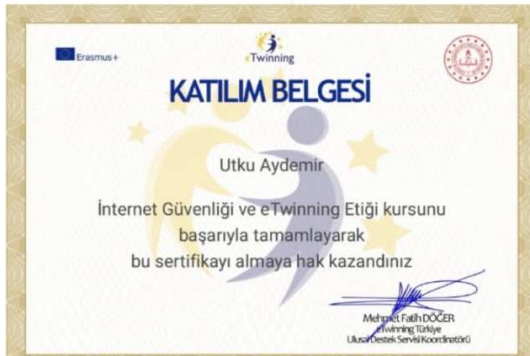 Erasmus+
eTwinning
KATILIM BELGESİ
Utku Aydemir
İnternet Güvenliği ve eTwinning Etiği kursunu
başarıyla tamamlayarak
bu sertifikayı almaya hak kazandınız
Mehmet Fatih DÖĞER
eTwinning Türkiye
Ulusal Destek Servisi Koordinatörü